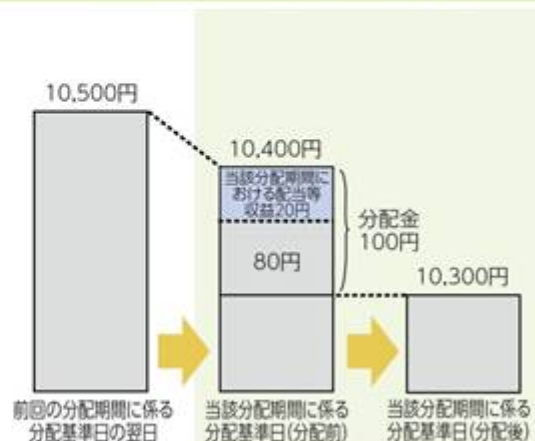 10,500円
10,400円
当該分配期間に
おける配当等
収益20円
80円
分配金
100円
10,300円
前回の分配期間に係る
分配基準日の翌日
当該分配期間に係る
分配基準日(分配前)
当該分配期間に係る
分配基準日(分配後)